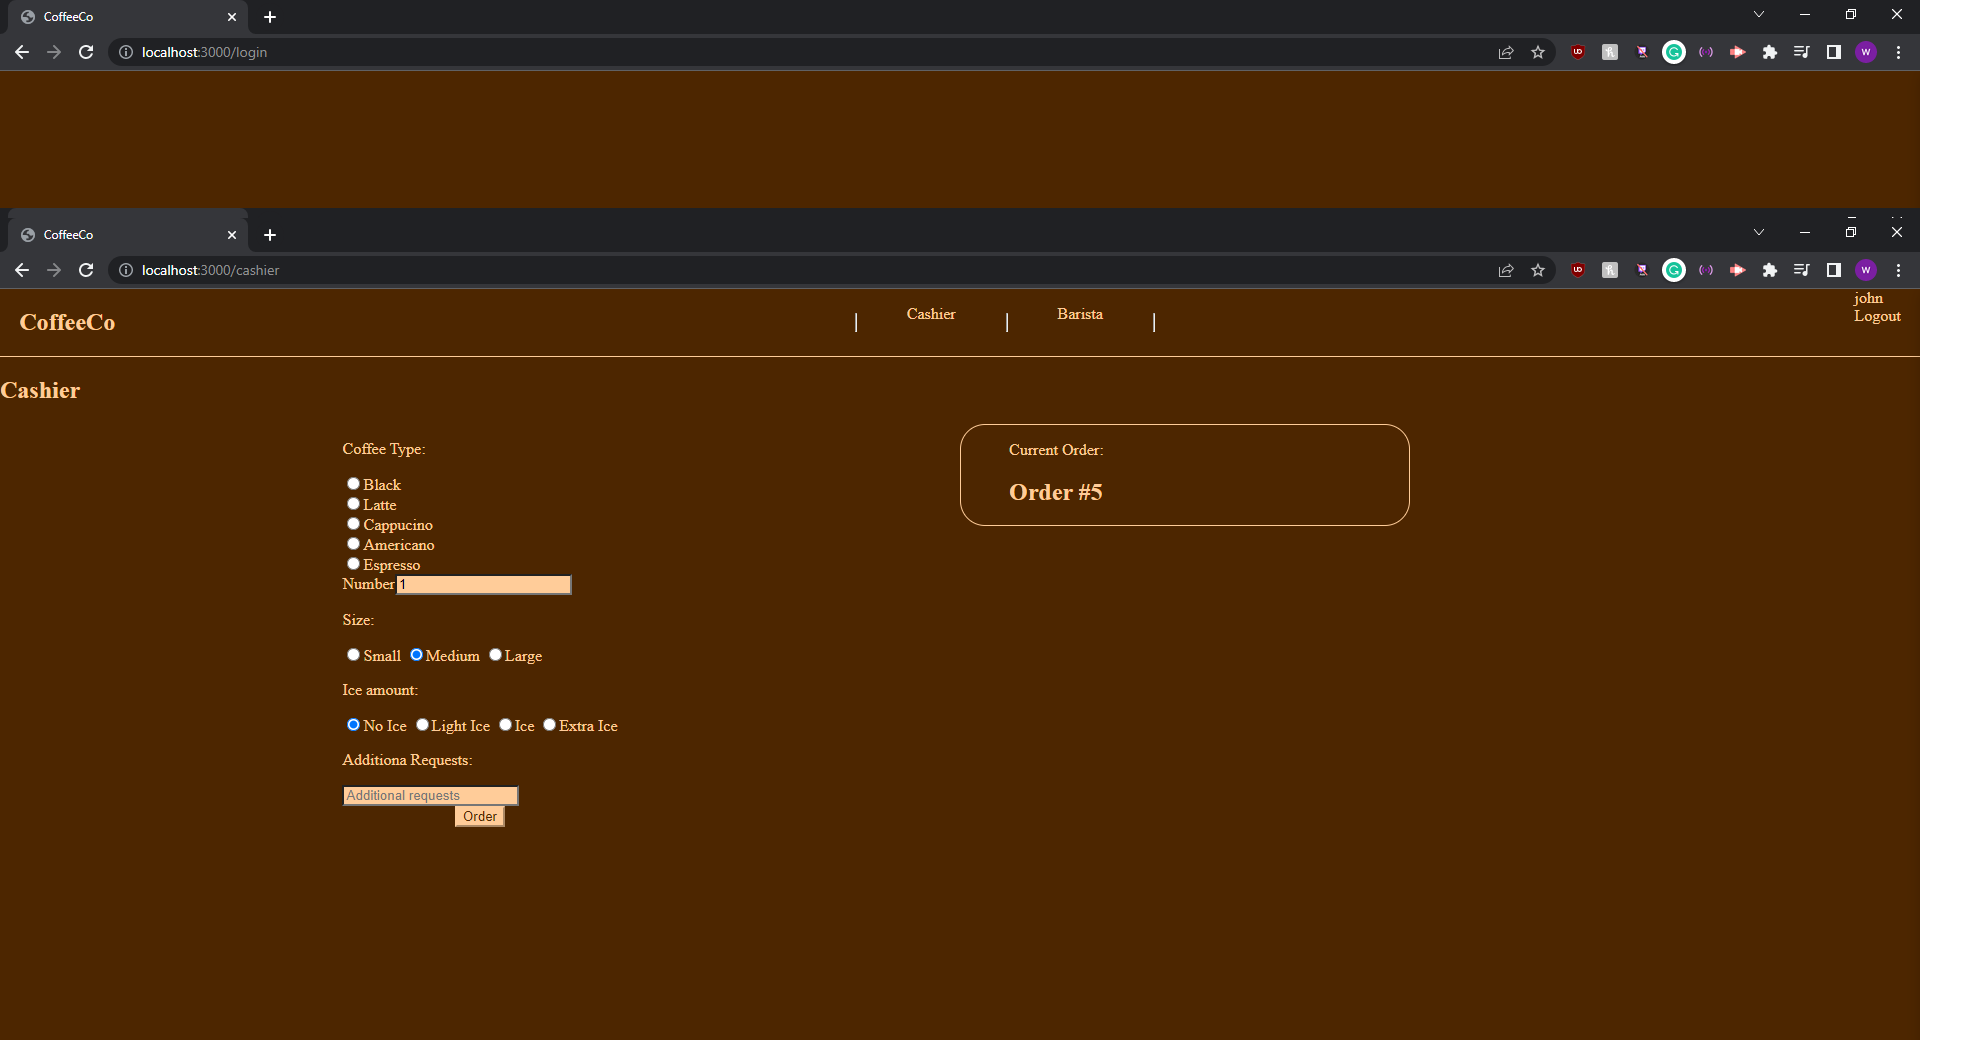 CoffeeCo
localhost:3000/login
CoffeeCo
localhost:3000/cashier
CoffeeCo
| Cashier | Barista |
john
Logout
Cashier
Coffee Type:
Black
Latte
Cappucino
Americano
Espresso
Number 1
Size:
Small Medium Large
Ice amount:
No Ice Light Ice Ice Extra Ice
Additiona Requests:
Additional requests
Order
Current Order:
Order #5